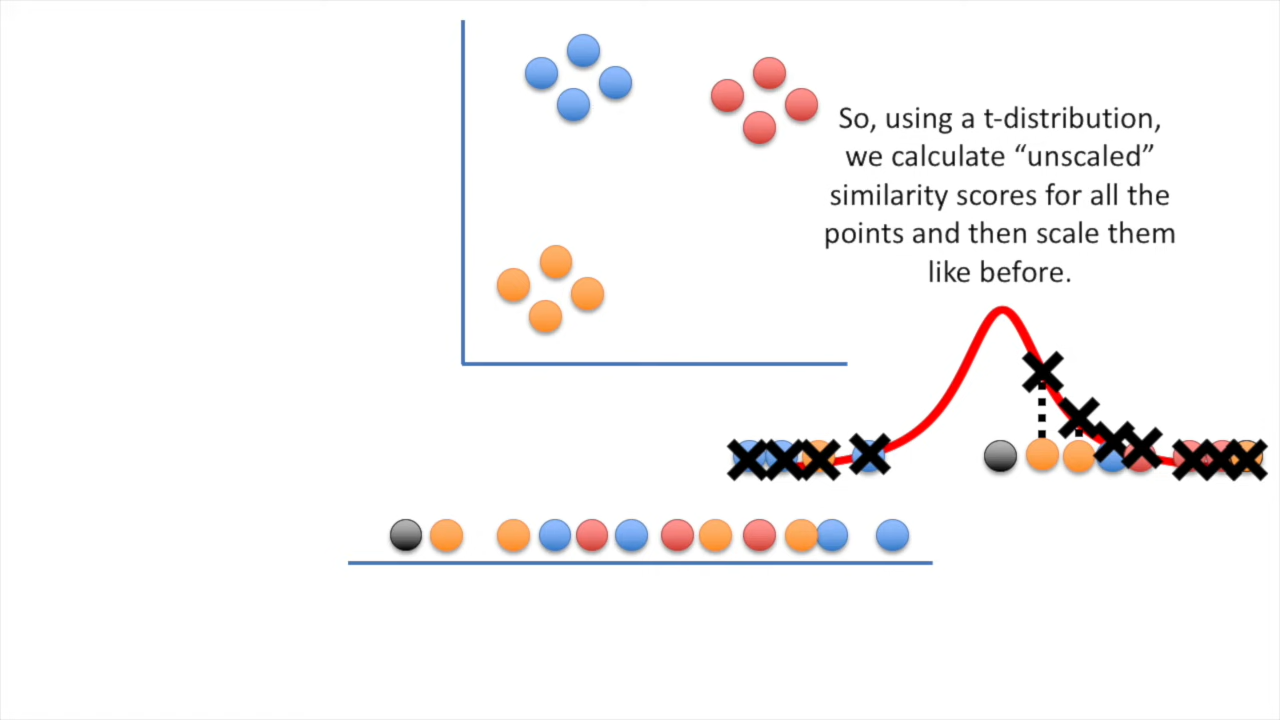 So, using a t-distribution,
we calculate “unscaled”
similarity scores for all the
points and then scale them
like before.